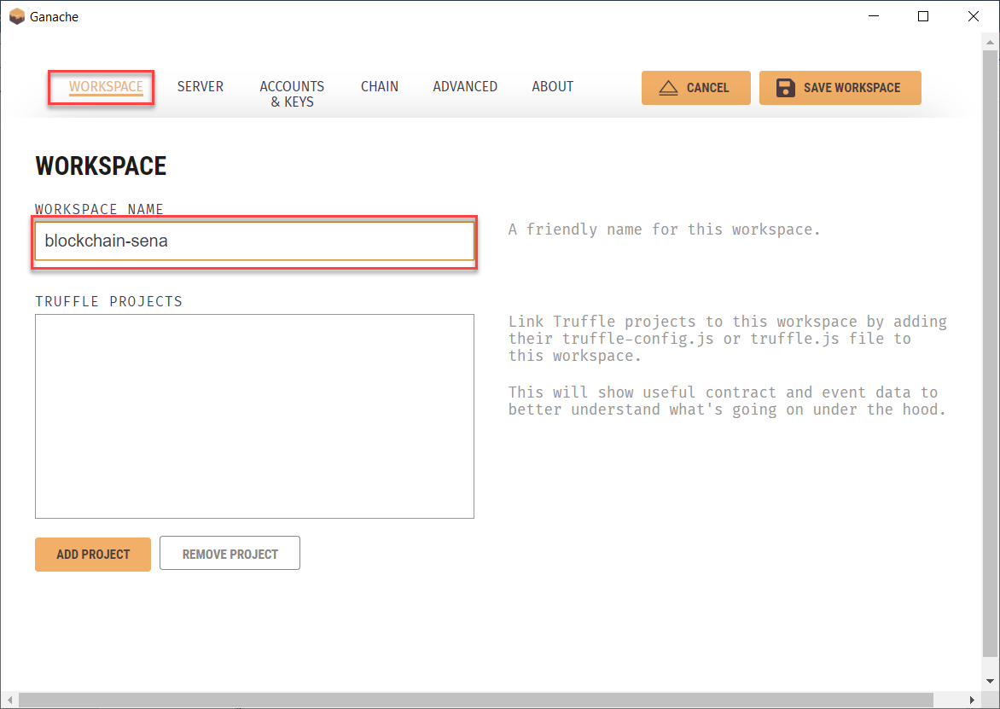 Ganache
WORKSPACE
SERVER
ACCOUNTS
& KEYS
CHAIN
ADVANCED
ABOUT
CANCEL
SAVE WORKSPACE
WORKSPACE
WORKSPACE NAME
blockchain-sena
A friendly name for this workspace.
TRUFFLE PROJECTS
Link Truffle projects to this workspace by adding
their truffle-config.js or truffle.js file to
this workspace.
This will show useful contract and event data to
better understand what's going on under the hood.
ADD PROJECT
REMOVE PROJECT